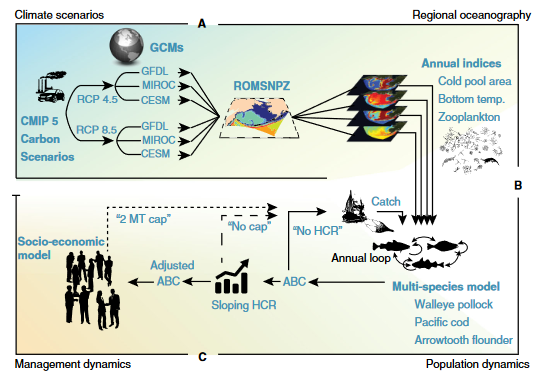 Climate scenarios
A
Regional oceanography
GCMs
GFDL
MIROC
CESM
RCP 4.5
CMIP 5
Carbon
Scenarios
RCP 8.5
GFDL
MIROC
CESM
ROMSNPZ
Annual indices
Cold pool area
Bottom temp.
Zooplankton
B
"2 MT cap"
"No cap"
"No HCR"
Catch
Annual loop
Socio-economic
model
Adjusted
ABC
Sloping HCR
ABC
Multi-species model
Walleye pollock
Pacific cod
Arrowtooth flounder
Management dynamics
C
Population dynamics